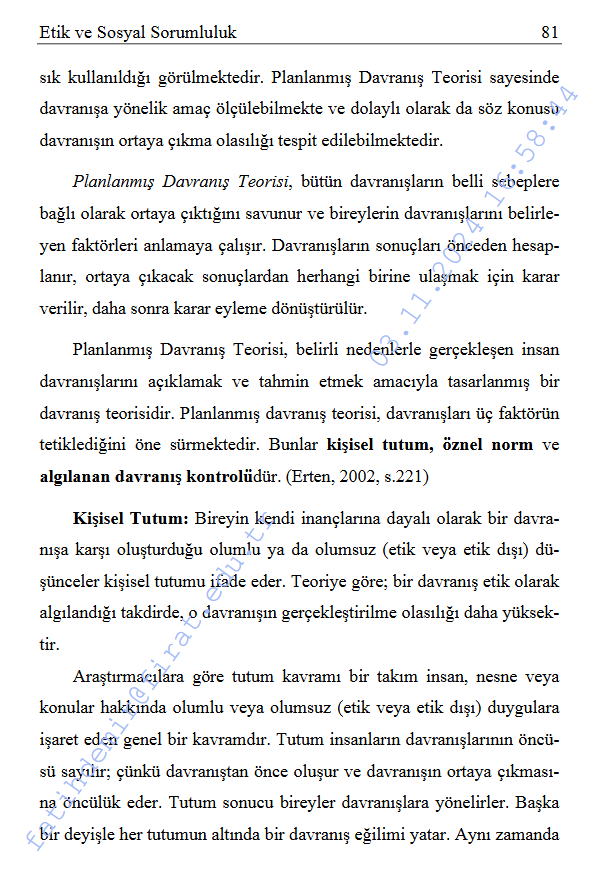 Etik ve Sosyal Sorumluluk 81
sık kullanıldığı görülmektedir. Planlanmış Davranış Teorisi sayesinde
davranışa yönelik amaç ölçülebilmekte ve dolaylı olarak da söz konusu
davranışın ortaya çıkma olasılığı tespit edilebilmektedir.
Planlanmış Davranış Teorisi, bütün davranışların belli sebeplere
bağlı olarak ortaya çıktığını savunur ve bireylerin davranışlarını belirle-
yen faktörleri anlamaya çalışır. Davranışların sonuçları önceden hesap-
lanır, ortaya çıkacak sonuçlardan herhangi birine ulaşmak için karar
verilir, daha sonra karar eyleme dönüştürülür.
Planlanmış Davranış Teorisi, belirli nedenlerle gerçekleşen insan
davranışlarını açıklamak ve tahmin etmek amacıyla tasarlanmış bir
davranış teorisidir. Planlanmış davranış teorisi, davranışları üç faktörün
tetiklediğini öne sürmektedir. Bunlar kişisel tutum, öznel norm ve
algılanan davranış kontrolüdür. (Erten, 2002, s.221)
Kişisel Tutum: Bireyin kendi inançlarına dayalı olarak bir davra-
nışa karşı oluşturduğu olumlu ya da olumsuz (etik veya etik dışı) dü-
şünceler kişisel tutumu ifade eder. Teoriye göre; bir davranış etik olarak
algılandığı takdirde, o davranışın gerçekleştirilme olasılığı daha yüksek-
tir.
Araştırmacılara göre tutum kavramı bir takım insan, nesne veya
konular hakkında olumlu veya olumsuz (etik veya etik dışı) duygulara
işaret eden genel bir kavramdır. Tutum insanların davranışlarının öncü-
sü sayılır; çünkü davranıştan önce oluşur ve davranışın ortaya çıkması-
na öncülük eder. Tutum sonucu bireyler davranışlara yönelirler. Başka
bir deyişle her tutumun altında bir davranış eğilimi yatar. Aynı zamanda
fatihdemir@firat.edu.tr
03.11.2024 16:58:44